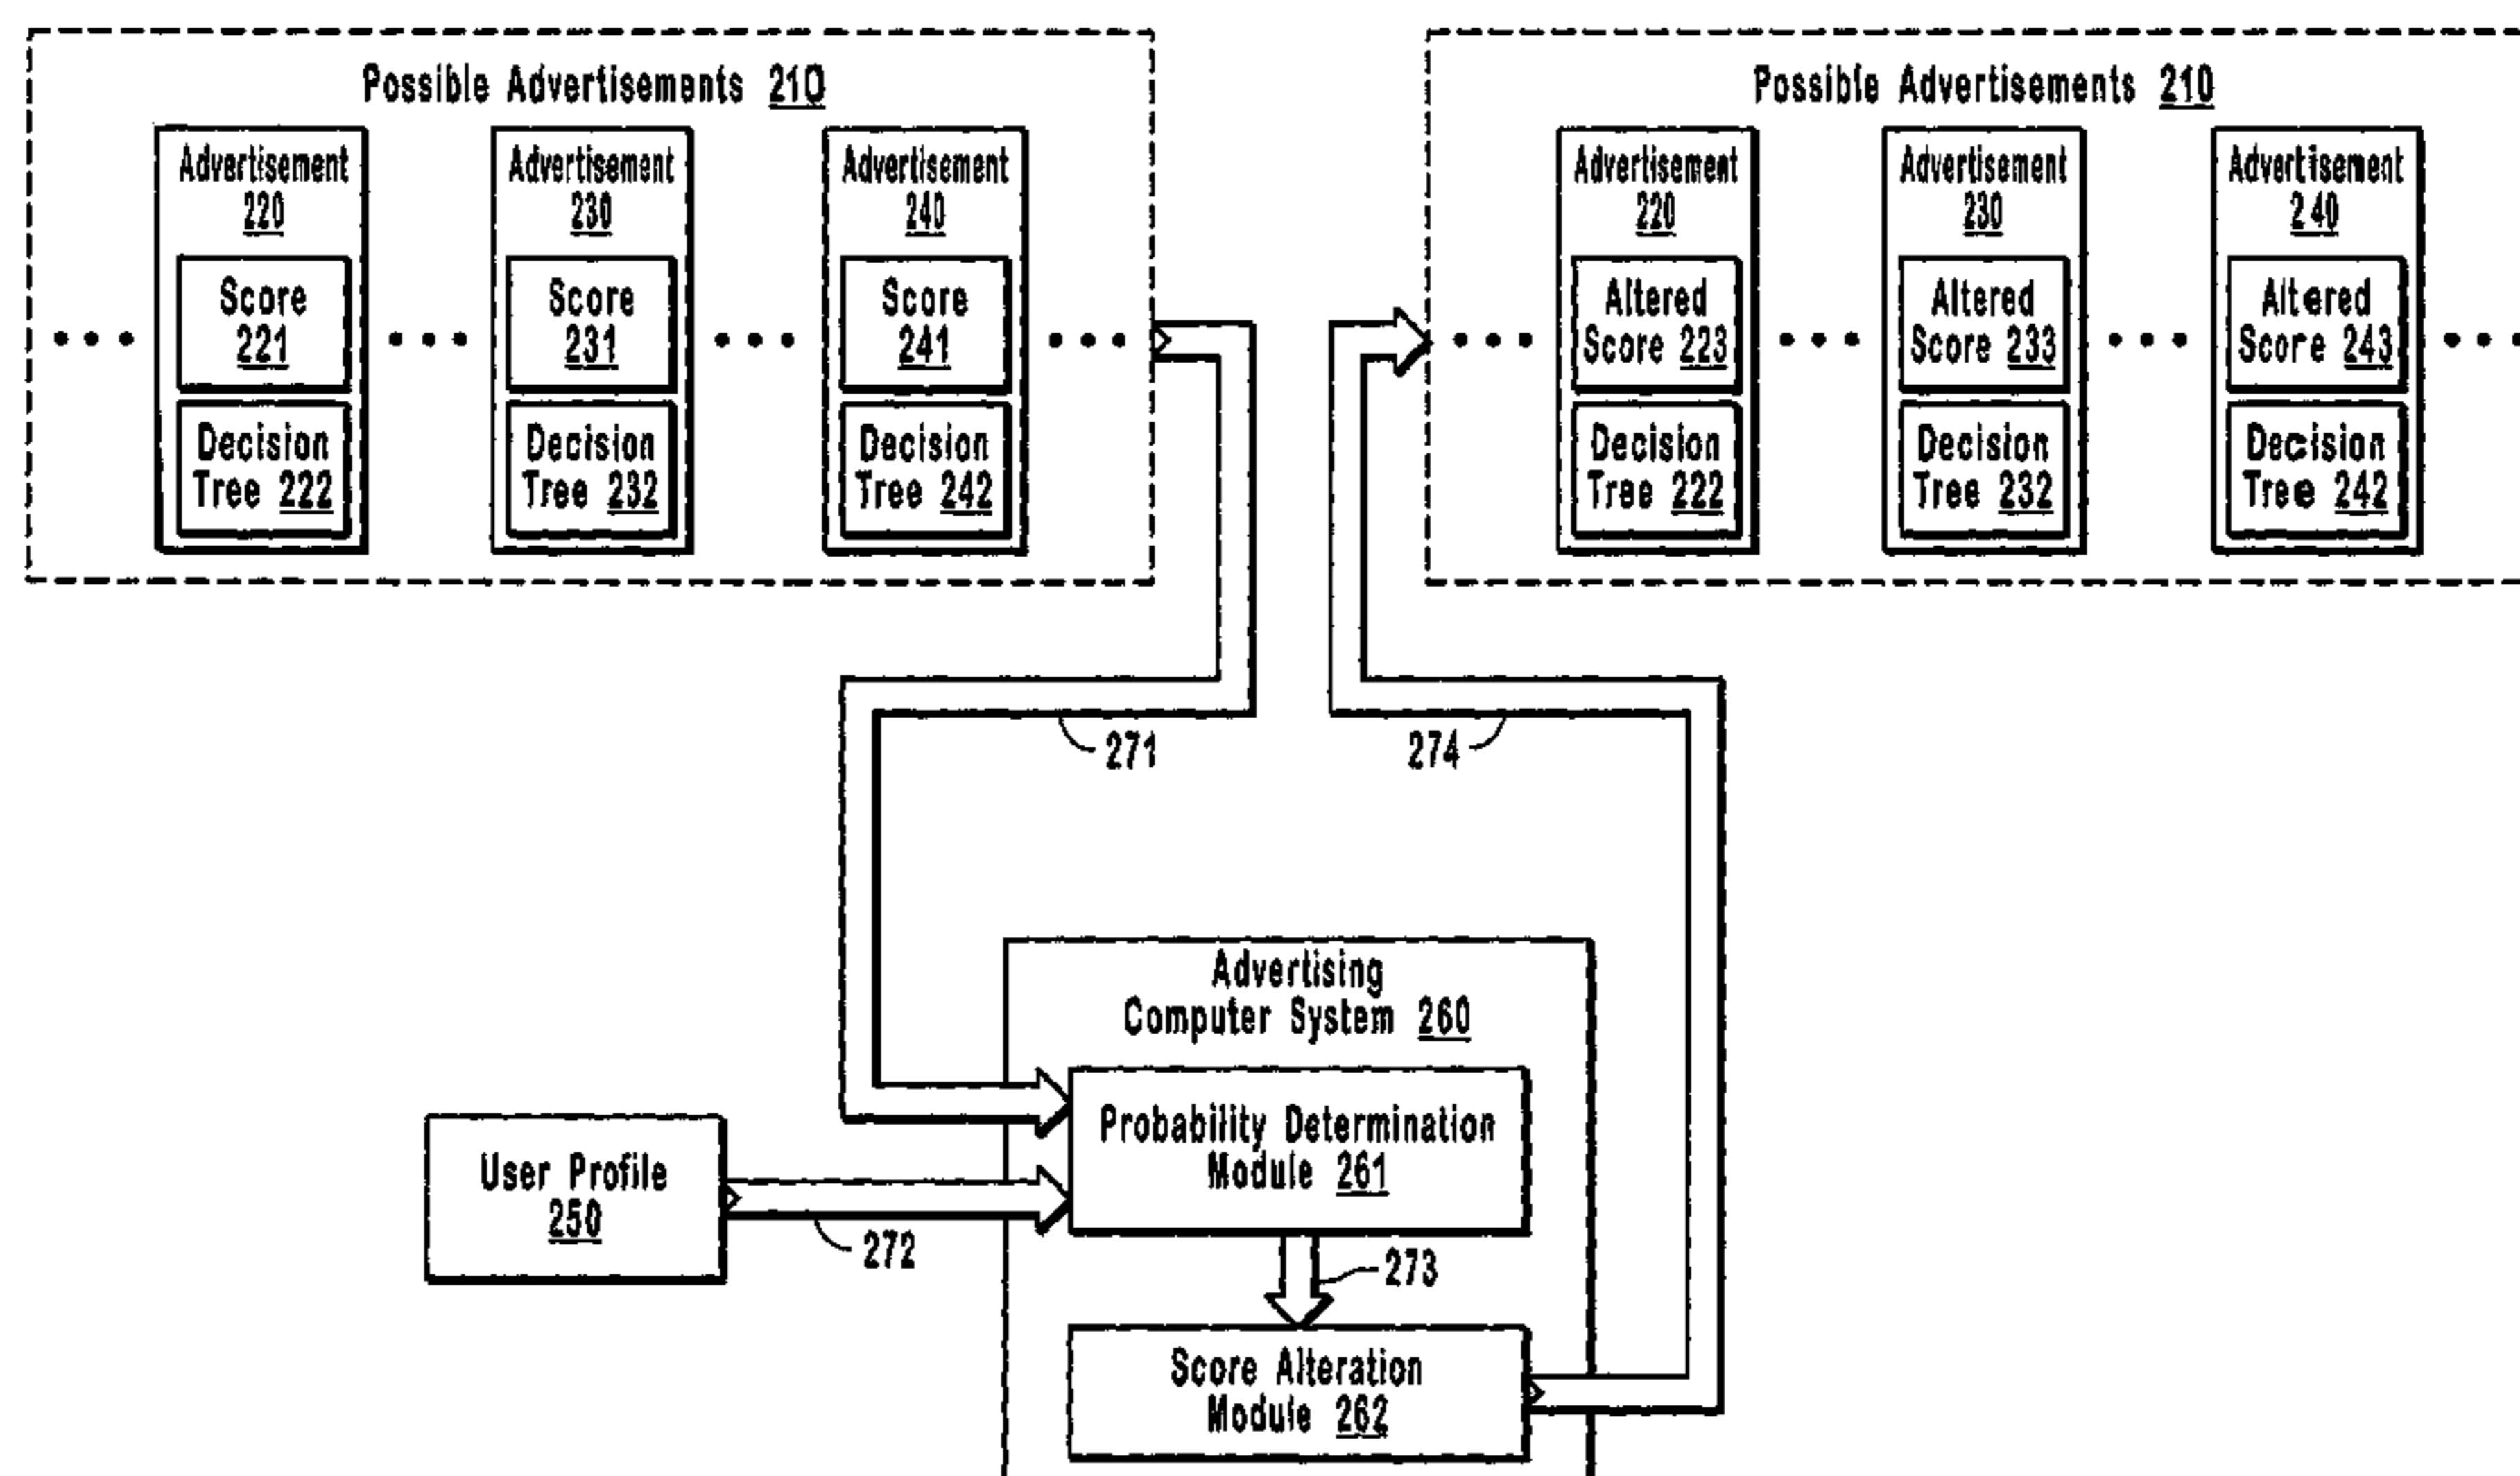 Possible Advertisements 210
Advertisement
220
Score
221
Decision
Tree 222
Advertisement
230
Score
231
Decision
Tree 232
Advertisement
240
Score
241
Decision
Tree 242
Possible Advertisements 210
Advertisement
220
Altered
Score 223
Decision
Tree 222
Advertisement
230
Altered
Score 233
Decision
Tree 232
Advertisement
240
Altered
Score 243
Decision
Tree 242
271
274
Advertising
Computer System 260
Probability Determination
Module 261
User Profile
250
272
273
Score Alteration
Module 262